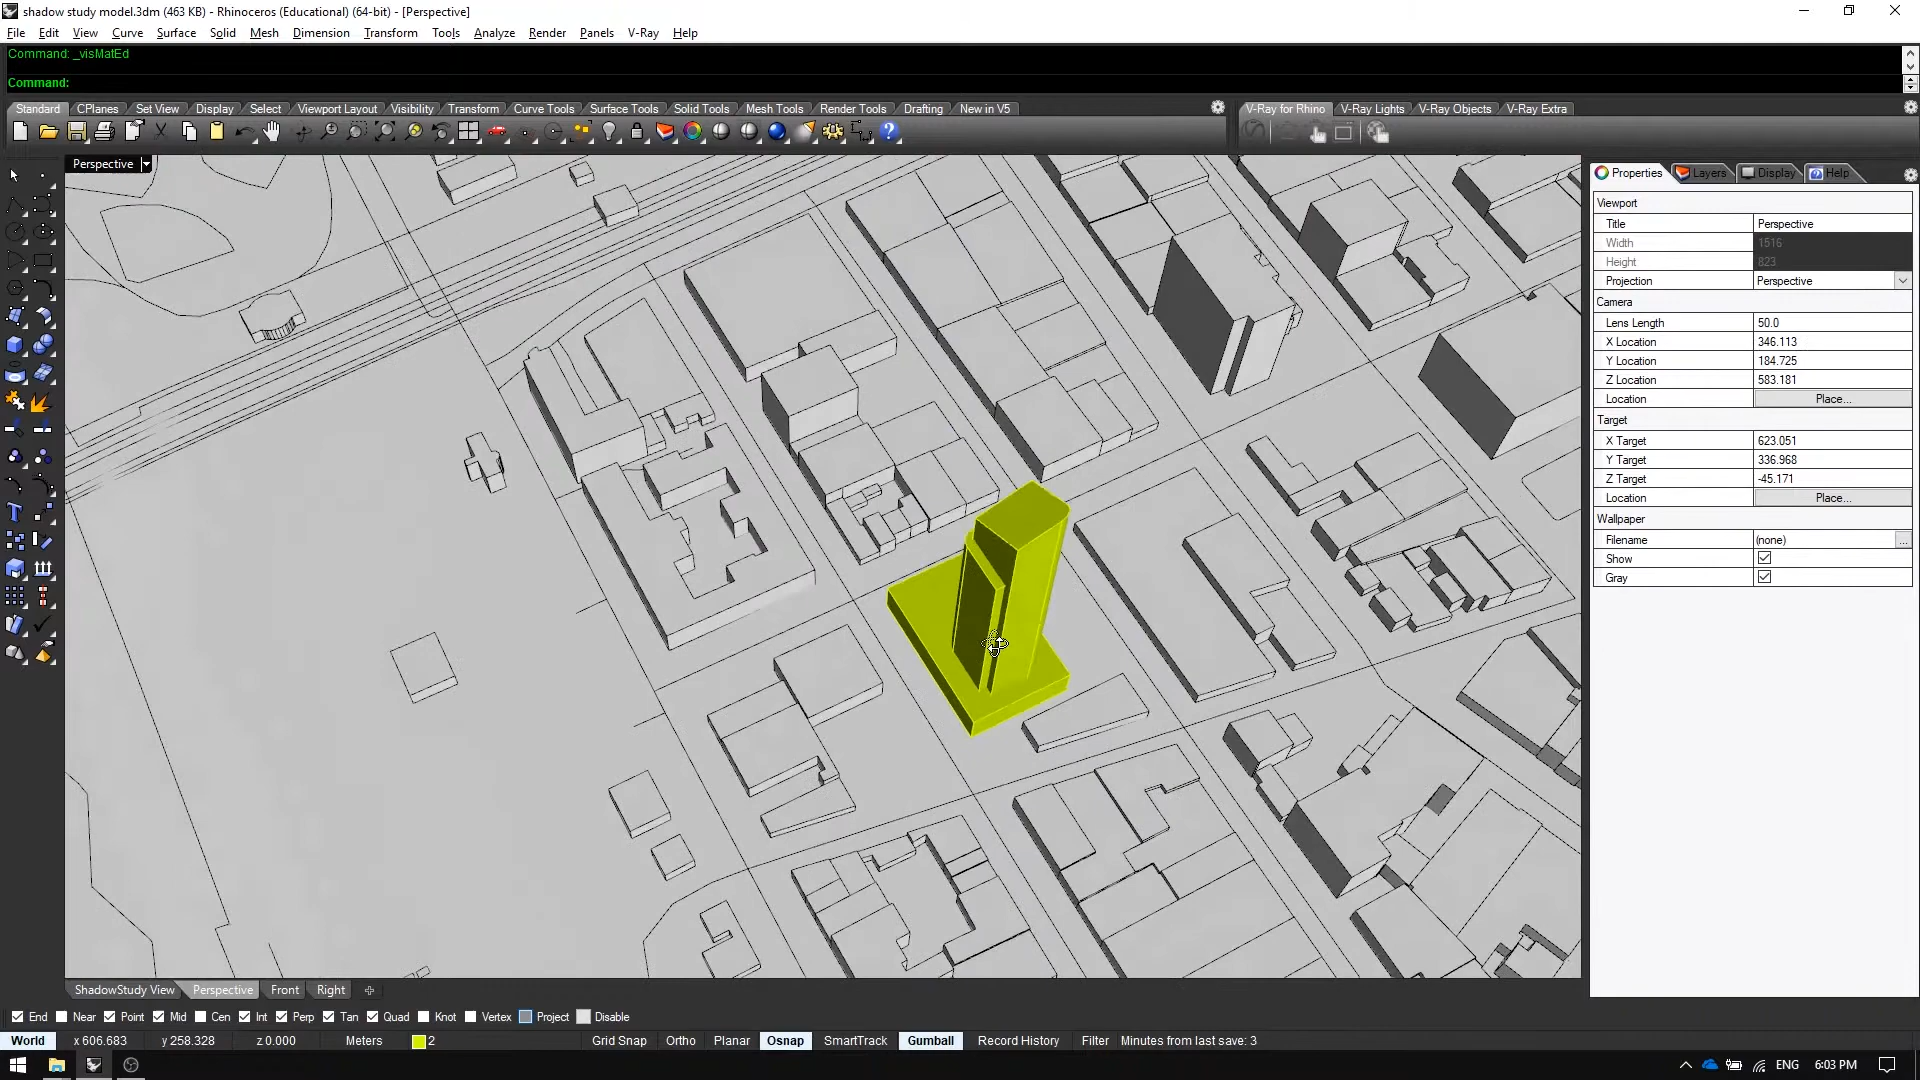 shadow study model.3dm (463 KB) - Rhinoceros (Educational) (64-bit) - [Perspective]
File Edit View Curve Surface Solid Mesh Dimension Transform Tools Analyze Render Panels V-Ray Help
Command: _visMatEd
Command:
Standard CPlanes Set View Display Select Viewport Layout Visibility Transform Curve Tools Surface Tools Solid Tools Mesh Tools Render Tools Drafting New in V5
V-Ray for Rhino V-Ray Lights V-Ray Objects V-Ray Extra
Perspective
Properties Layers Display Help
Viewport
Title Perspective
Width 1516
Height 823
Projection Perspective
Camera
Lens Length 50.0
X Location 346.113
Y Location 184.725
Z Location 583.181
Location Place...
Target
X Target 623.051
Y Target 336.968
Z Target -45.171
Location Place...
Wallpaper
Filename (none) ...
Show
Gray
ShadowStudy View Perspective Front Right
End Near Point Mid Cen Int Perp Tan Quad Knot Vertex Project Disable
World x 606.683 y 258.328 z 0.000 Meters 2 Grid Snap Ortho Planar Osnap SmartTrack Gumball Record History Filter Minutes from last save: 3
ENG 6:03 PM